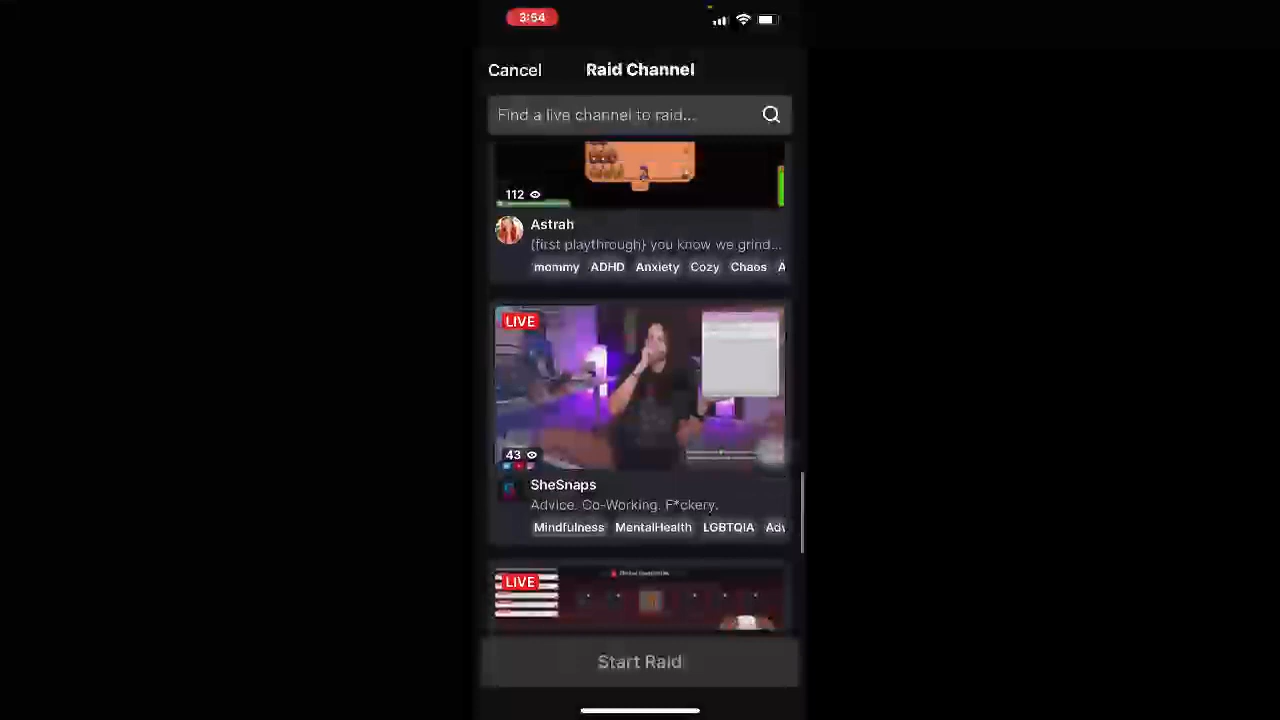 3:54
Cancel
Raid Channel
Find a live channel to raid...
112
Astrah
(first playthrough) you know we grind...
mommy ADHD Anxiety Cozy Chaos A
LIVE
43
SheSnaps
Advice. Co-Working. F*ckery.
Mindfulness MentalHealth LGBTQIA Adv
LIVE
Start Raid